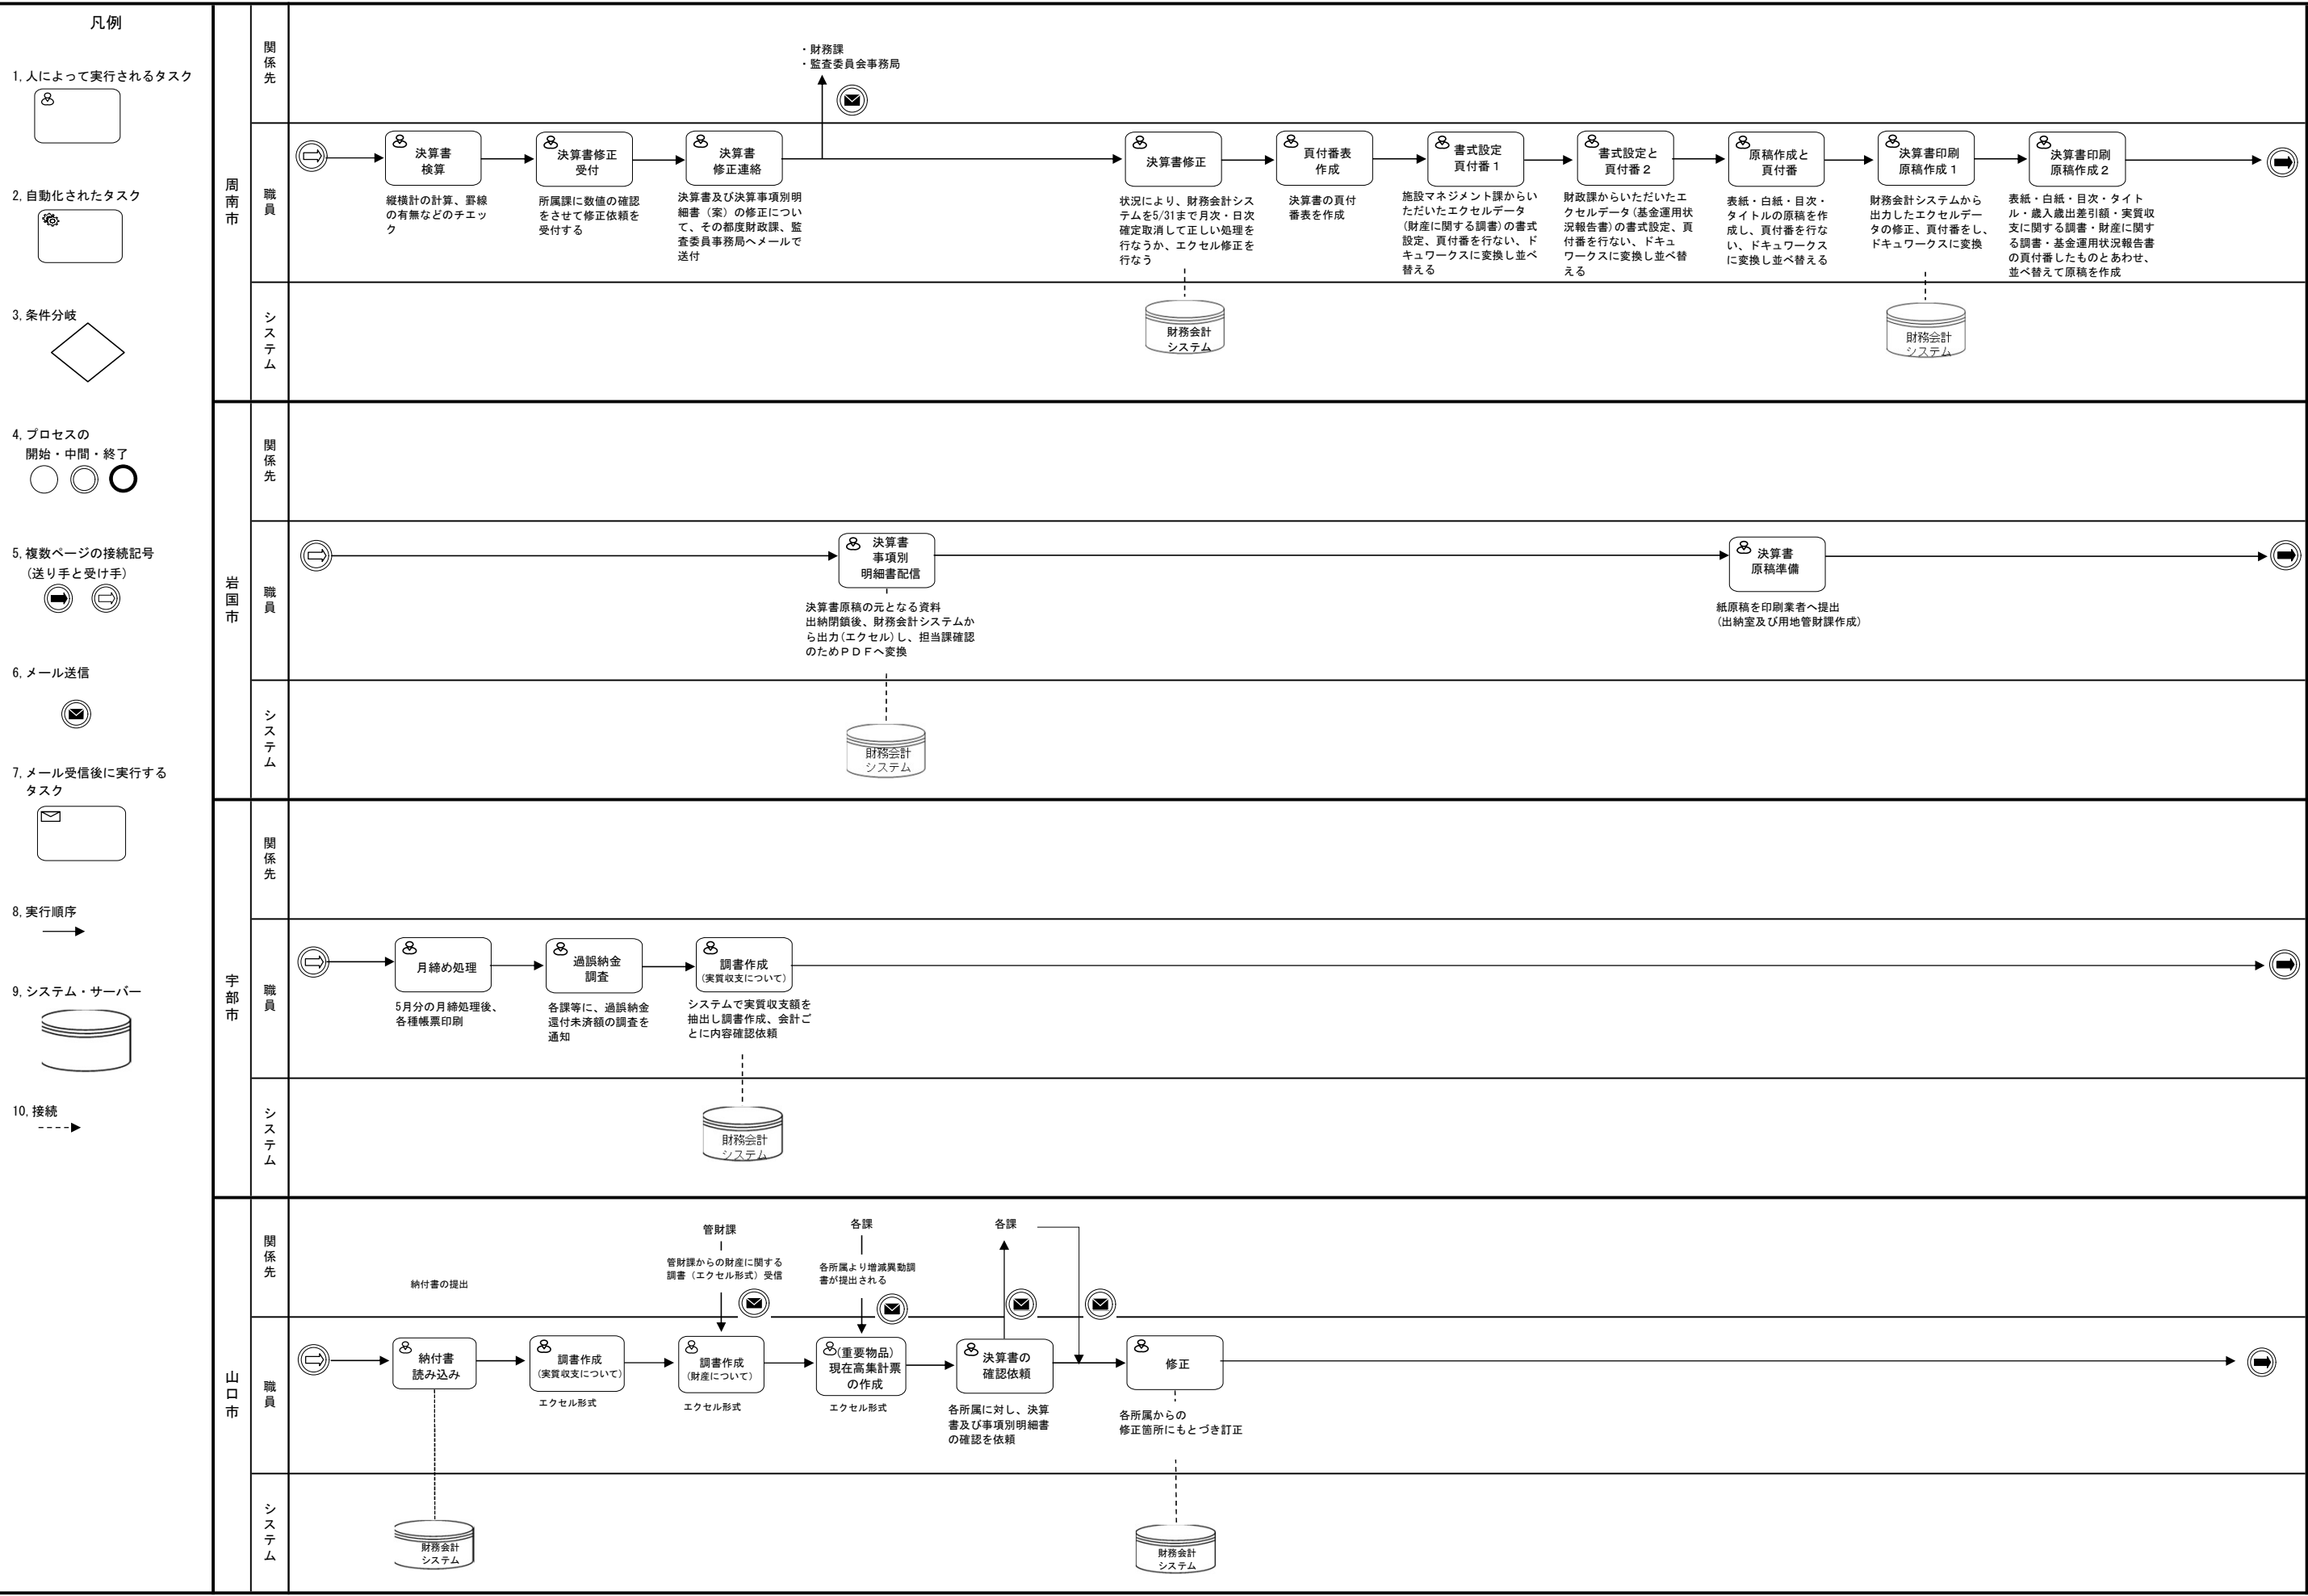 凡例
1,人によって実行されるタスク
2,自動化されたタスク
3,条件分岐
4,プロセスの
開始・中間・終了
5,複数ページの接続記号
(送り手と受け手)
6,メール送信
7,メール受信後に実行する
タスク
8,実行順序
9,システム・サーバー
10,接続
周南市
関係先
・財務課
・監査委員会事務局
職員
決算書
検算
縦横計の計算、罫線
の有無などのチェッ
ク
決算書修正
受付
所属課に数値の確認
をさせて修正依頼を
受付する
決算書
修正連絡
決算書及び決算事項別明
細書（案）の修正につい
て、その都度財政課、監
査委員事務局へメールで
送付
決算書修正
状況により、財務会計シス
テムを5/31まで月次・日次
確定取消して正しい処理を
行なうか、エクセル修正を
行なう
頁付番表
作成
決算書の頁付
番表を作成
書式設定
頁付番1
施設マネジメント課からい
ただいたエクセルデータ
(財産に関する調書)の書式
設定、頁付番を行ない、ド
キュワークスに変換し並べ
替える
書式設定と
頁付番2
財政課からいただいたエ
クセルデータ(基金運用状
況報告書)の書式設定、頁
付番を行ない、ドキュ
ワークスに変換し並べ替
える
原稿作成と
頁付番
表紙・白紙・目次・
タイトルの原稿を作
成し、頁付番を行な
い、ドキュワークス
に変換し並べ替える
決算書印刷
原稿作成1
財務会計システムから
出力したエクセルデー
タの修正、頁付番をし、
ドキュワークスに変換
決算書印刷
原稿作成2
表紙・白紙・目次・タイト
ル・歳入歳出差引額・実質収
支に関する調書・財産に関す
る調書・基金運用状況報告書
の頁付番したものとあわせ、
並べ替えて原稿を作成
システム
財務会計
システム
財務会計
システム
岩国市
関係先
職員
決算書
事項別
明細書配信
決算書原稿の元となる資料
出納閉鎖後、財務会計システムか
ら出力(エクセル)し、担当課確認
のためＰＤＦへ変換
決算書
原稿準備
紙原稿を印刷業者へ提出
(出納室及び用地管財課作成)
システム
財務会計
システム
宇部市
関係先
職員
月締め処理
5月分の月締処理後、
各種帳票印刷
過誤納金
調査
各課等に、過誤納金
還付未済額の調査を
通知
調書作成
(実質収支について)
システムで実質収支額を
抽出し調書作成、会計ご
とに内容確認依頼
システム
財務会計
システム
山口市
関係先
納付書の提出
管財課
管財課からの財産に関する
調書（エクセル形式）受信
各課
各所属より増減異動調
書が提出される
各課
職員
納付書
読み込み
調書作成
(実質収支について)
エクセル形式
調書作成
(財産について)
エクセル形式
(重要物品)
現在高集計票
の作成
エクセル形式
決算書の
確認依頼
各所属に対し、決算
書及び事項別明細書
の確認を依頼
修正
各所属からの
修正箇所にもとづき訂正
システム
財務会計
システム
財務会計
システム